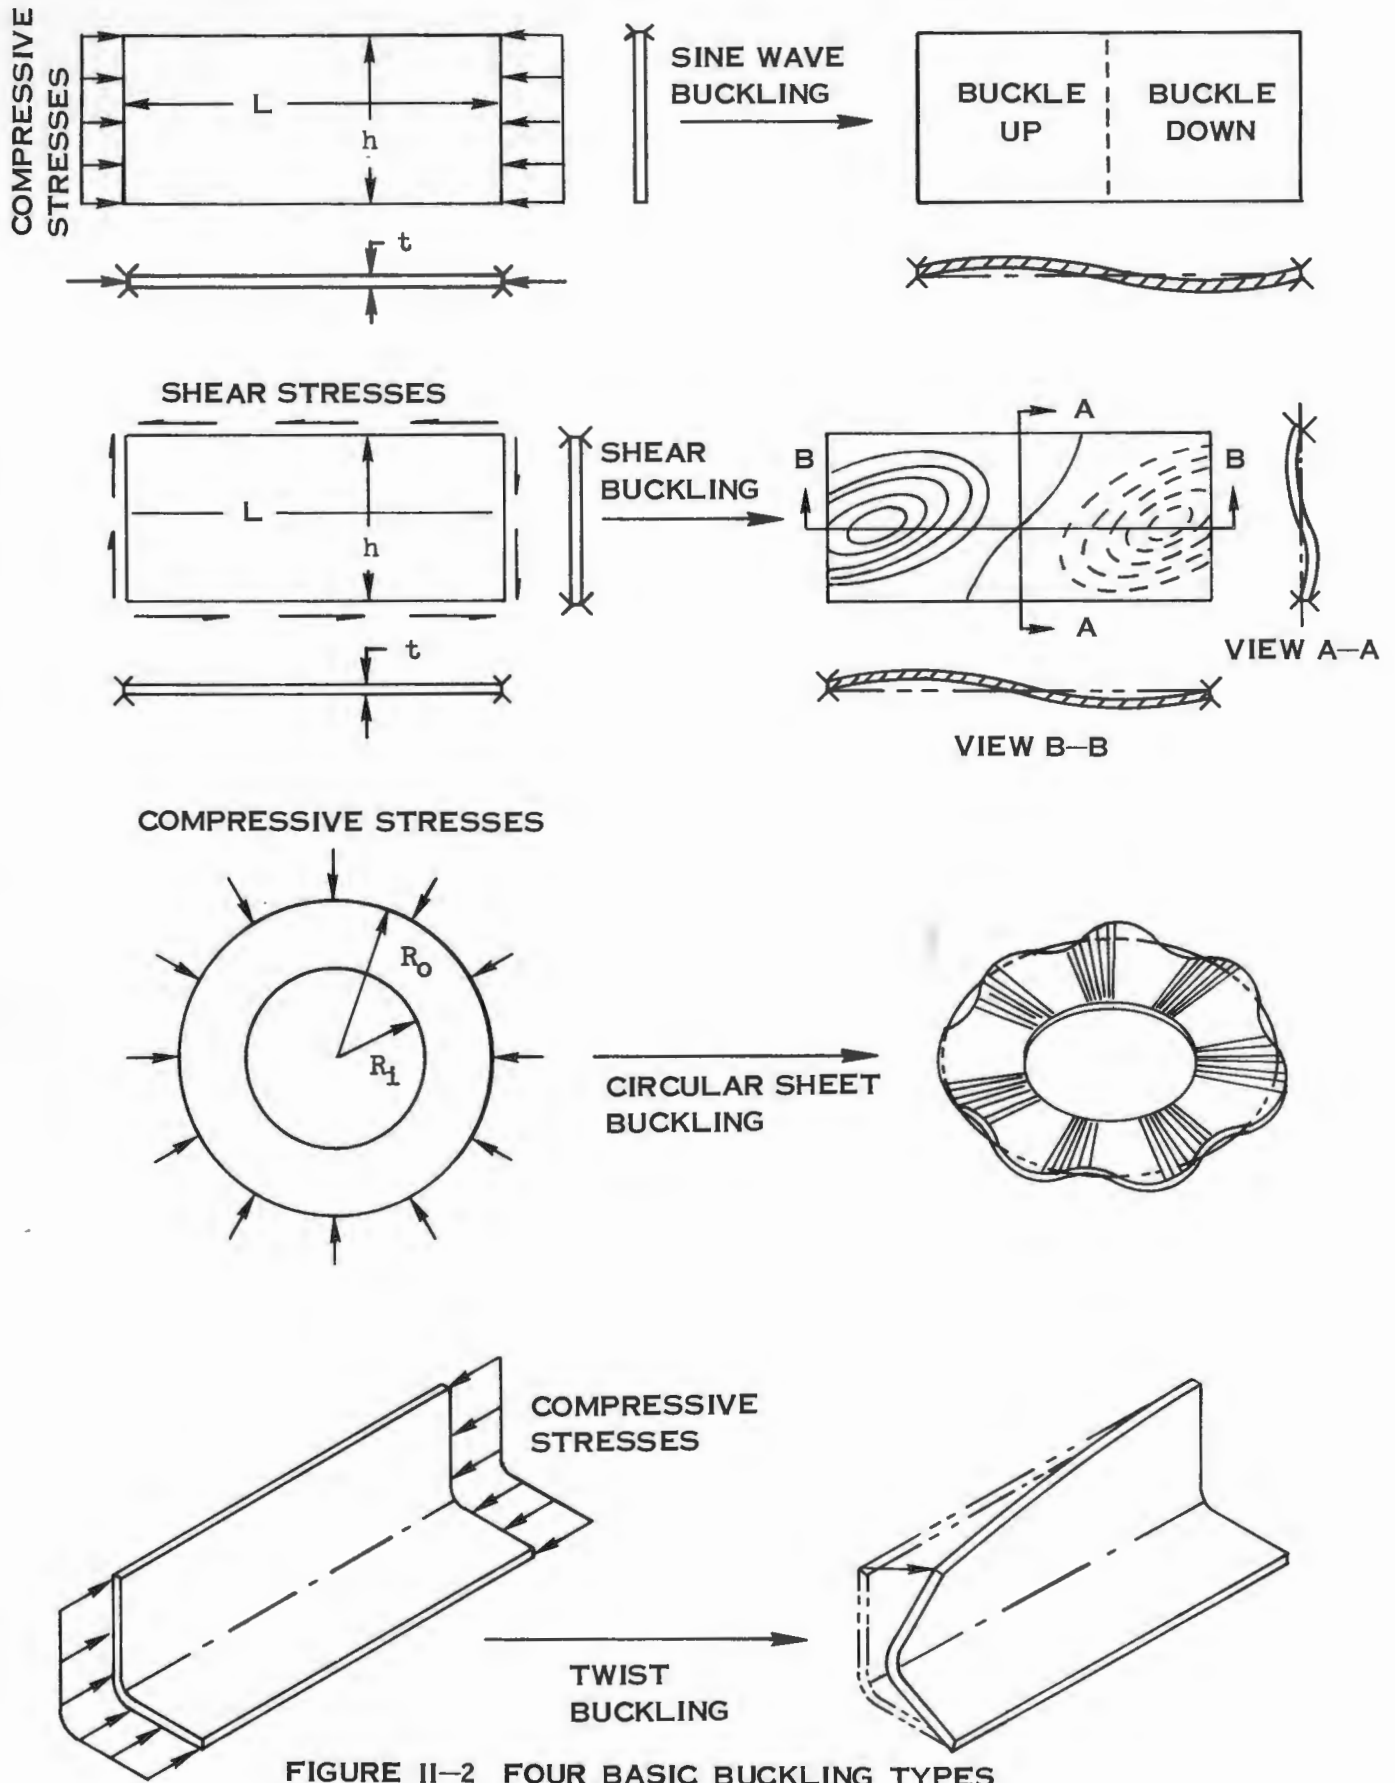 COMPRESSIVE
STRESSES
L
h
t
SINE WAVE
BUCKLING
BUCKLE
UP
BUCKLE
DOWN
SHEAR STRESSES
L
h
t
SHEAR
BUCKLING
A
B
B
A
VIEW A—A
VIEW B—B
COMPRESSIVE STRESSES
Ro
Ri
CIRCULAR SHEET
BUCKLING
COMPRESSIVE
STRESSES
TWIST
BUCKLING
FIGURE II—2 FOUR BASIC BUCKLING TYPES